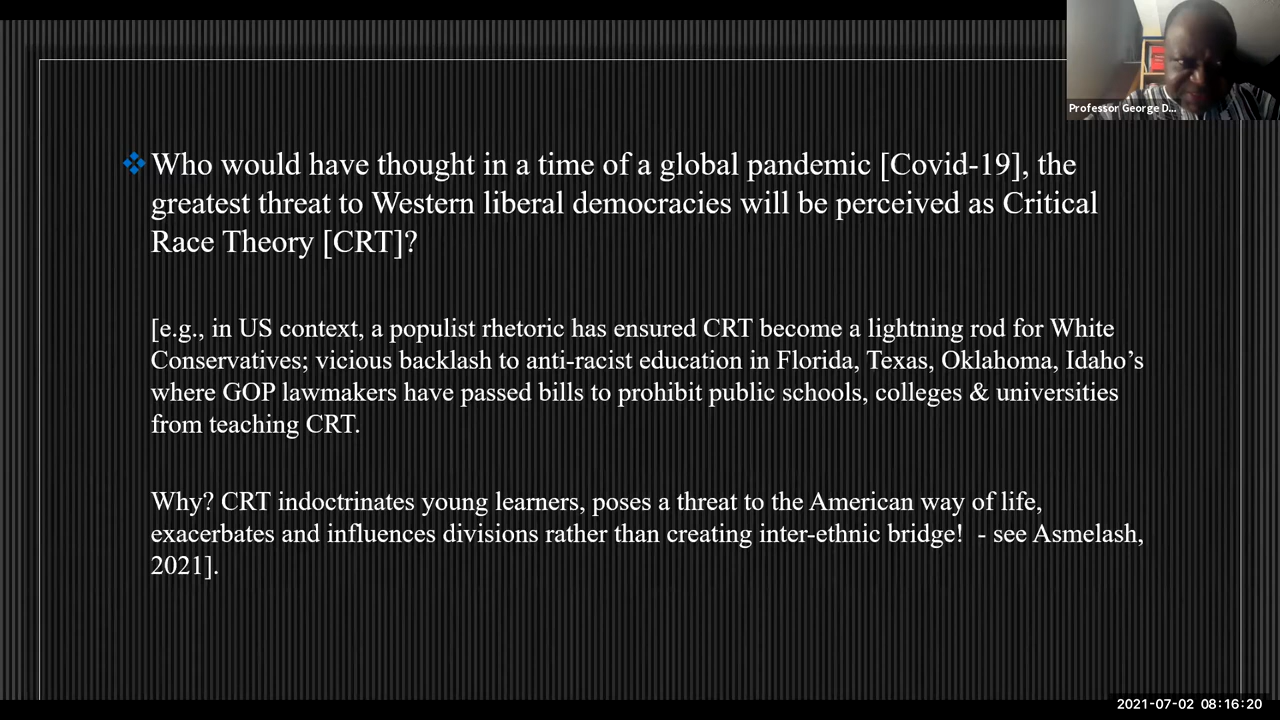 Professor George D...
Who would have thought in a time of a global pandemic [Covid-19], the
greatest threat to Western liberal democracies will be perceived as Critical
Race Theory [CRT]?
[e.g., in US context, a populist rhetoric has ensured CRT become a lightning rod for White
Conservatives; vicious backlash to anti-racist education in Florida, Texas, Oklahoma, Idaho’s
where GOP lawmakers have passed bills to prohibit public schools, colleges & universities
from teaching CRT.
Why? CRT indoctrinates young learners, poses a threat to the American way of life,
exacerbates and influences divisions rather than creating inter-ethnic bridge!  - see Asmelash,
2021].
2021-07-02 08:16:20